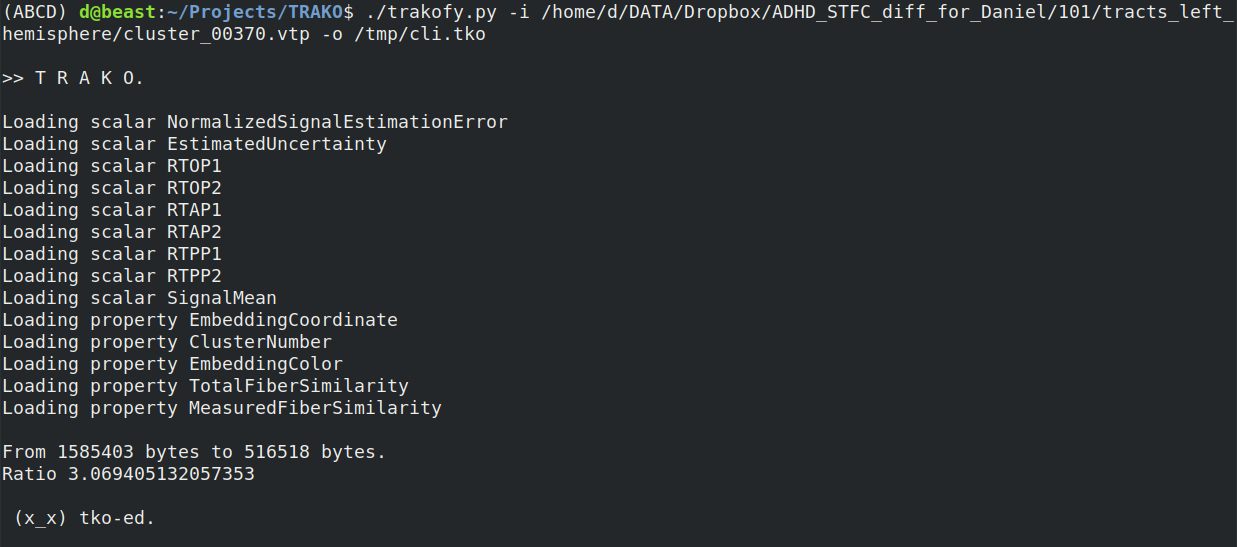 (ABCD) d@beast:~/Projects/TRAKO$ ./trakofy.py -i /home/d/DATA/Dropbox/ADHD_STFC_diff_for_Daniel/101/tracts_left_
hemisphere/cluster_00370.vtp -o /tmp/cli.tko
>> T R A K O.
Loading scalar NormalizedSignalEstimationError
Loading scalar EstimatedUncertainty
Loading scalar RTOP1
Loading scalar RTOP2
Loading scalar RTAP1
Loading scalar RTAP2
Loading scalar RTPP1
Loading scalar RTPP2
Loading scalar SignalMean
Loading property EmbeddingCoordinate
Loading property ClusterNumber
Loading property EmbeddingColor
Loading property TotalFiberSimilarity
Loading property MeasuredFiberSimilarity
From 1585403 bytes to 516518 bytes.
Ratio 3.069405132057353
(x_x) tko-ed.